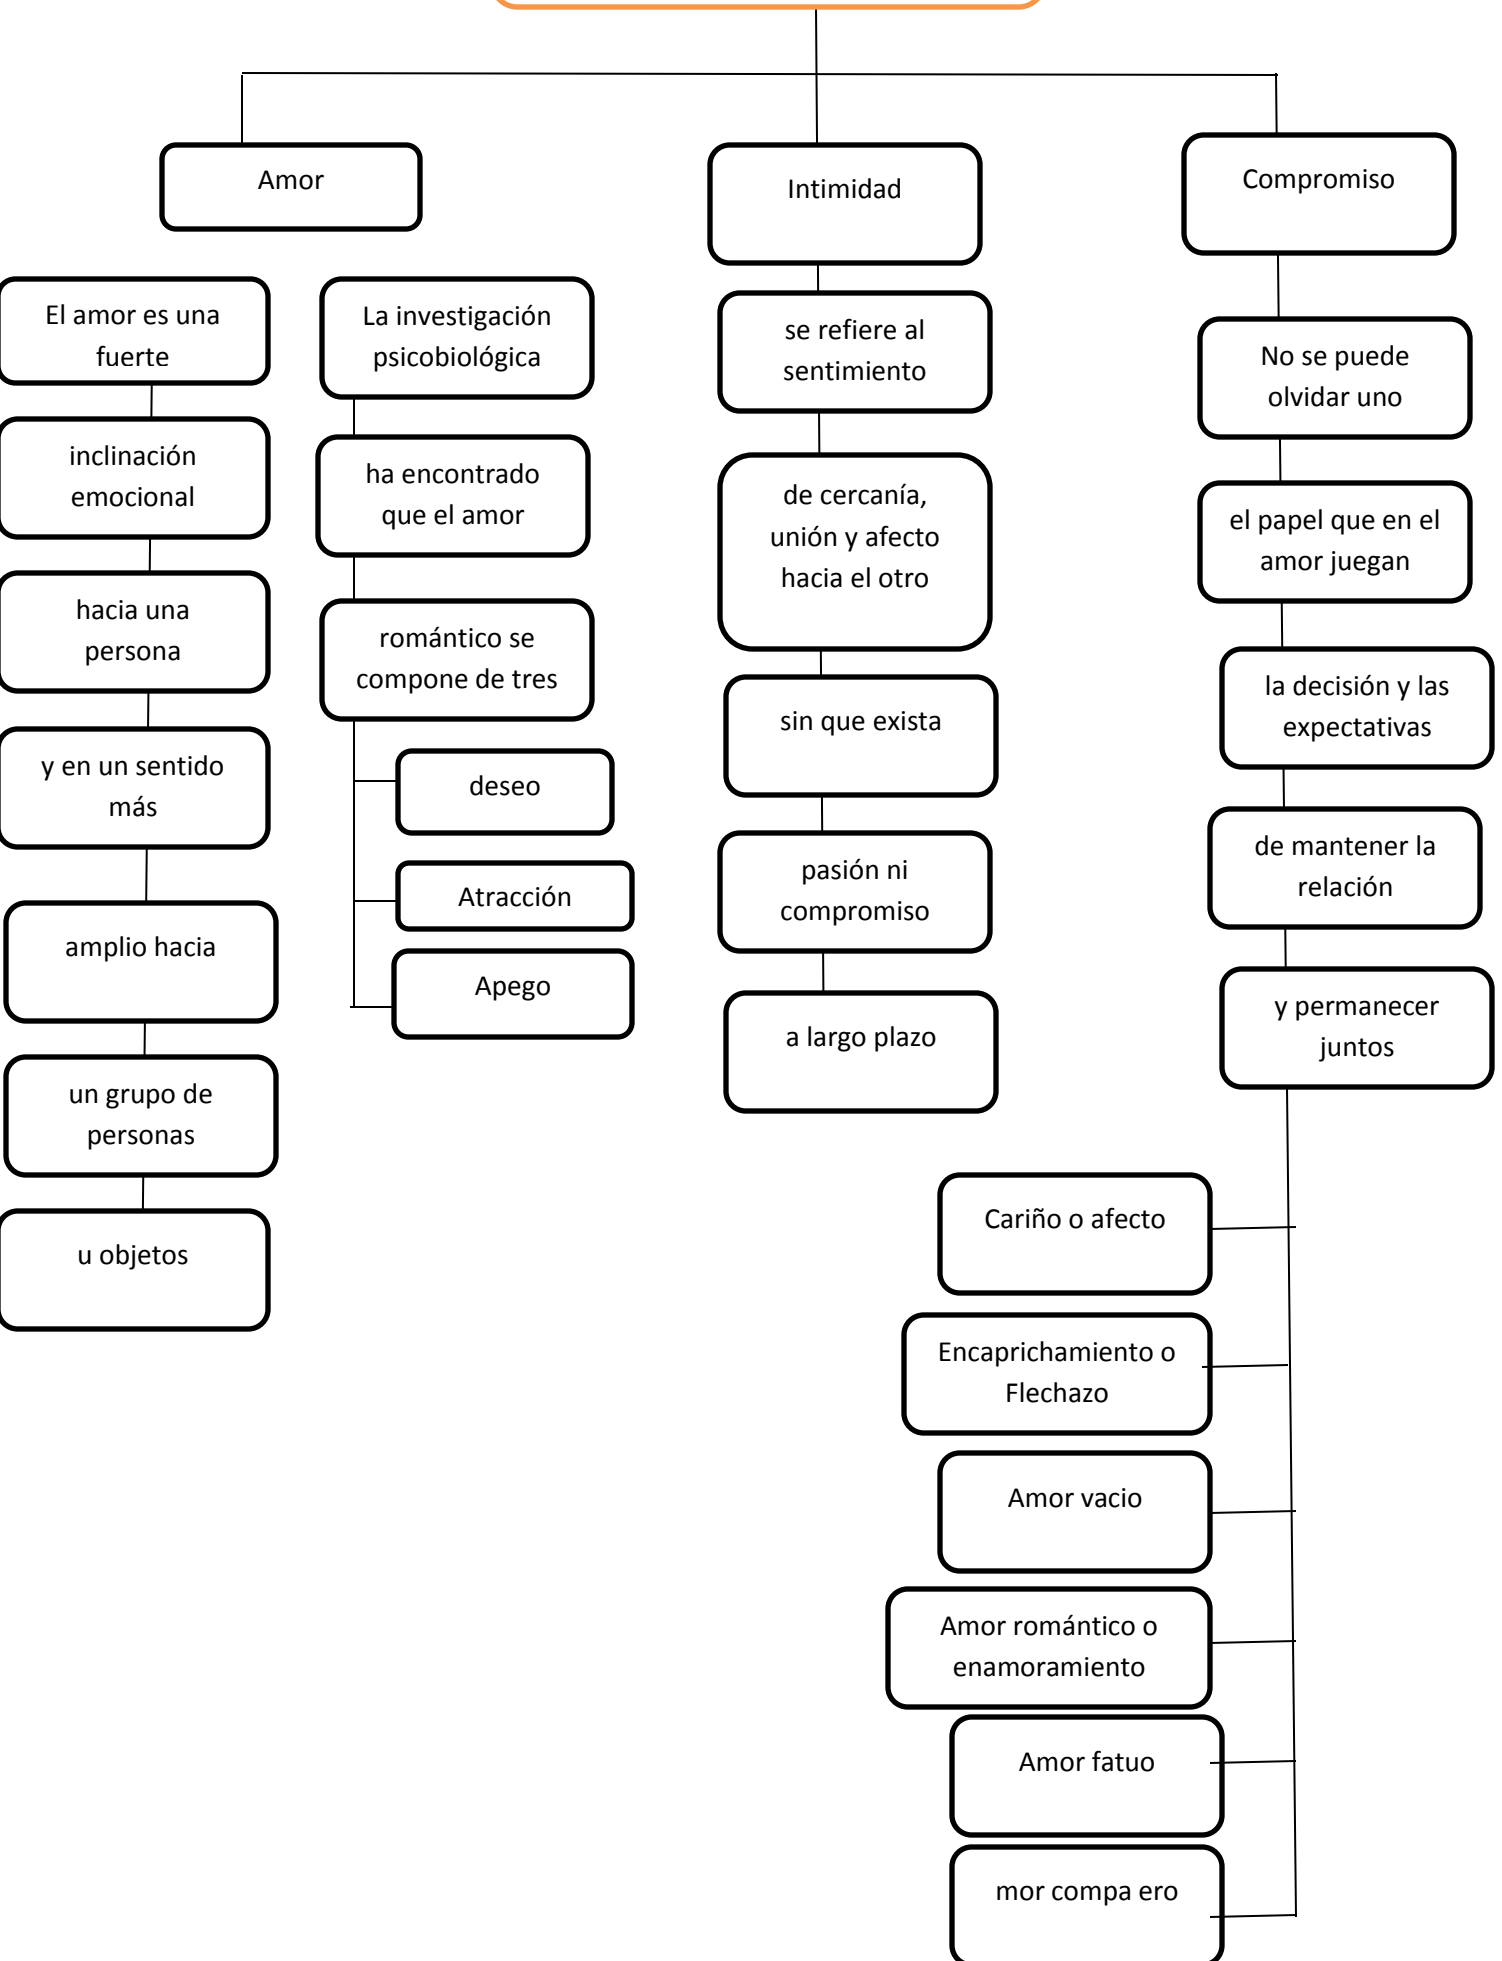 Amor
El amor es una
fuerte
inclinación
emocional
hacia una
persona
y en un sentido
más
amplio hacia
un grupo de
personas
u objetos
La investigación
psicobiológica
ha encontrado
que el amor
romántico se
compone de tres
deseo
Atracción
Apego
Intimidad
se refiere al
sentimiento
de cercanía,
unión y afecto
hacia el otro
sin que exista
pasión ni
compromiso
a largo plazo
Compromiso
No se puede
olvidar uno
el papel que en el
amor juegan
la decisión y las
expectativas
de mantener la
relación
y permanecer
juntos
Cariño o afecto
Encaprichamiento o
Flechazo
Amor vacio
Amor romántico o
enamoramiento
Amor fatuo
mor compa ero